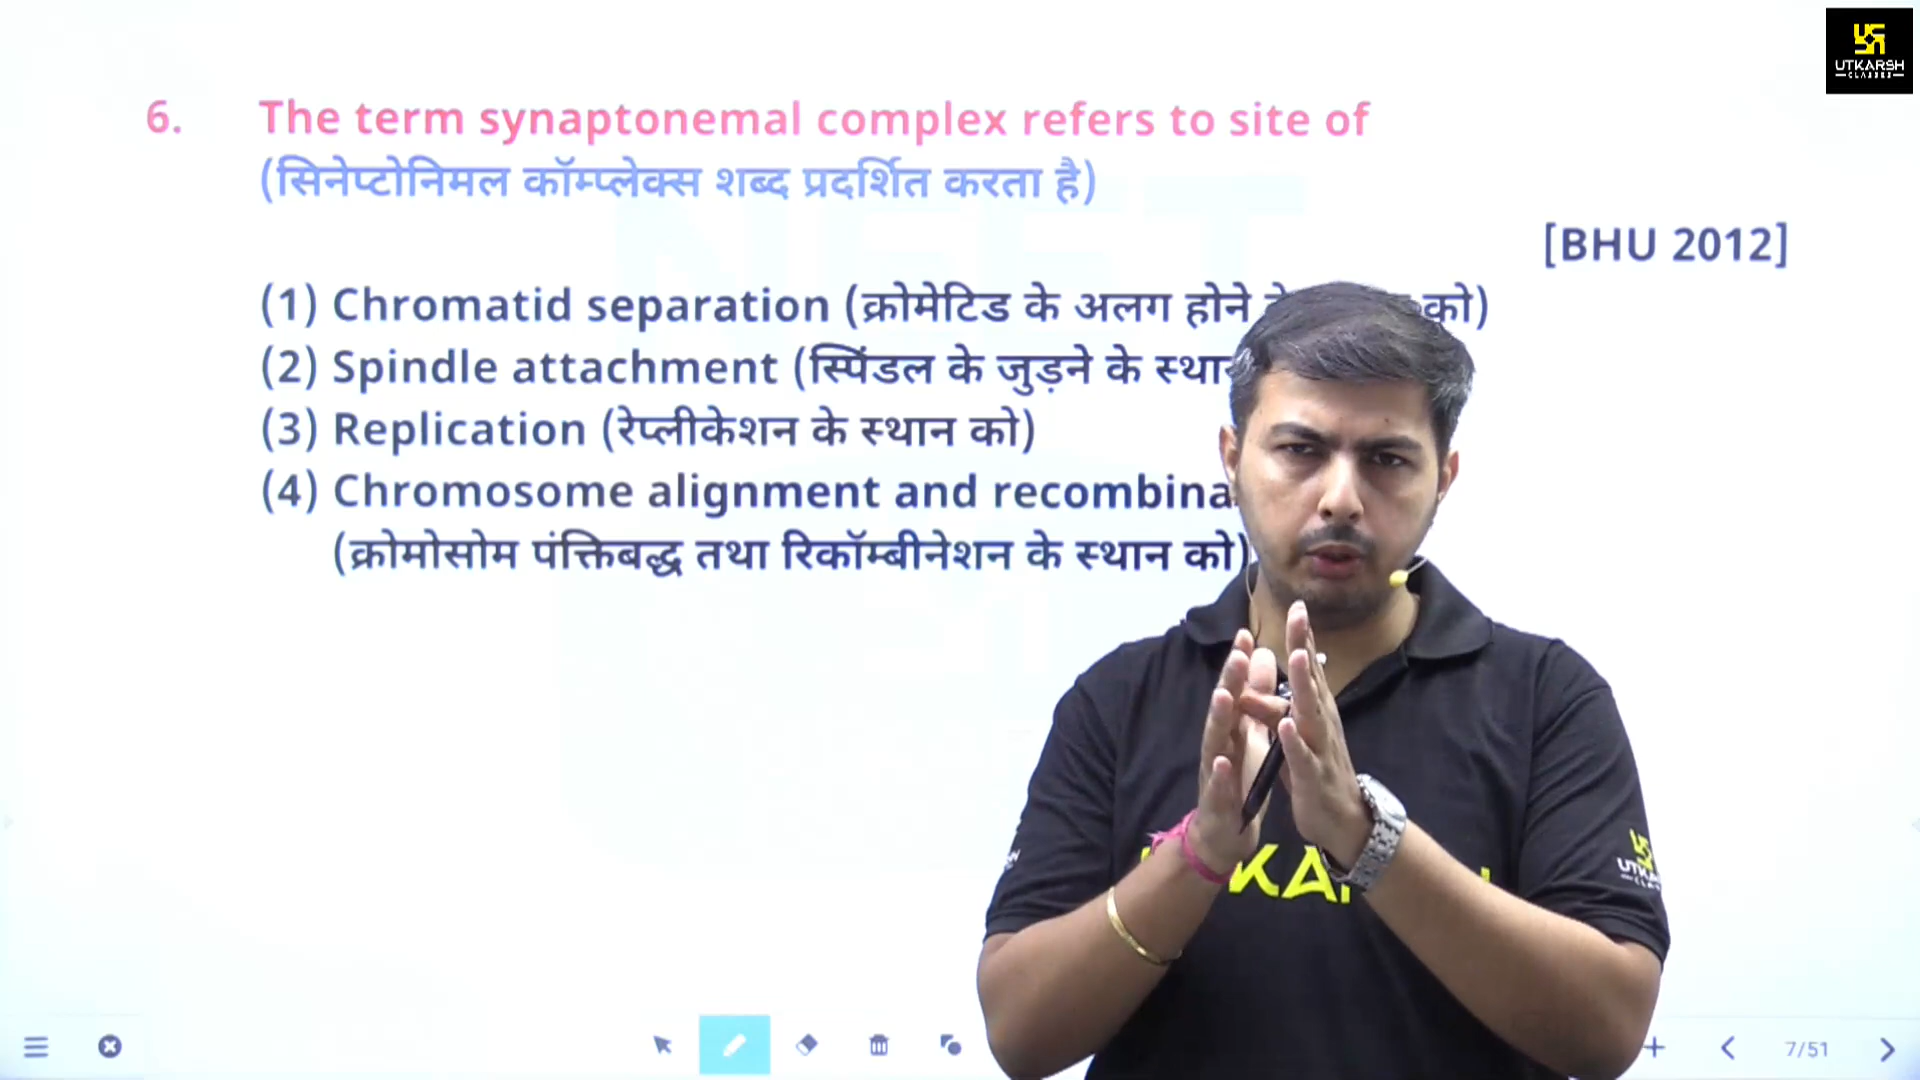 UTKARSH
CLASSES
6. The term synaptonemal complex refers to site of
(सिनेप्टोनिमल कॉम्प्लेक्स शब्द प्रदर्शित करता है)
[BHU 2012]
(1) Chromatid separation (क्रोमेटिड के अलग होने को)
(2) Spindle attachment (स्पिंडल के जुड़ने के
(3) Replication (रेप्लीकेशन के स्थान को)
(4) Chromosome alignment and
(क्रोमोसोम पंक्तिबद्ध तथा रिकॉम्बीनेशन के स्थान को)
7/51